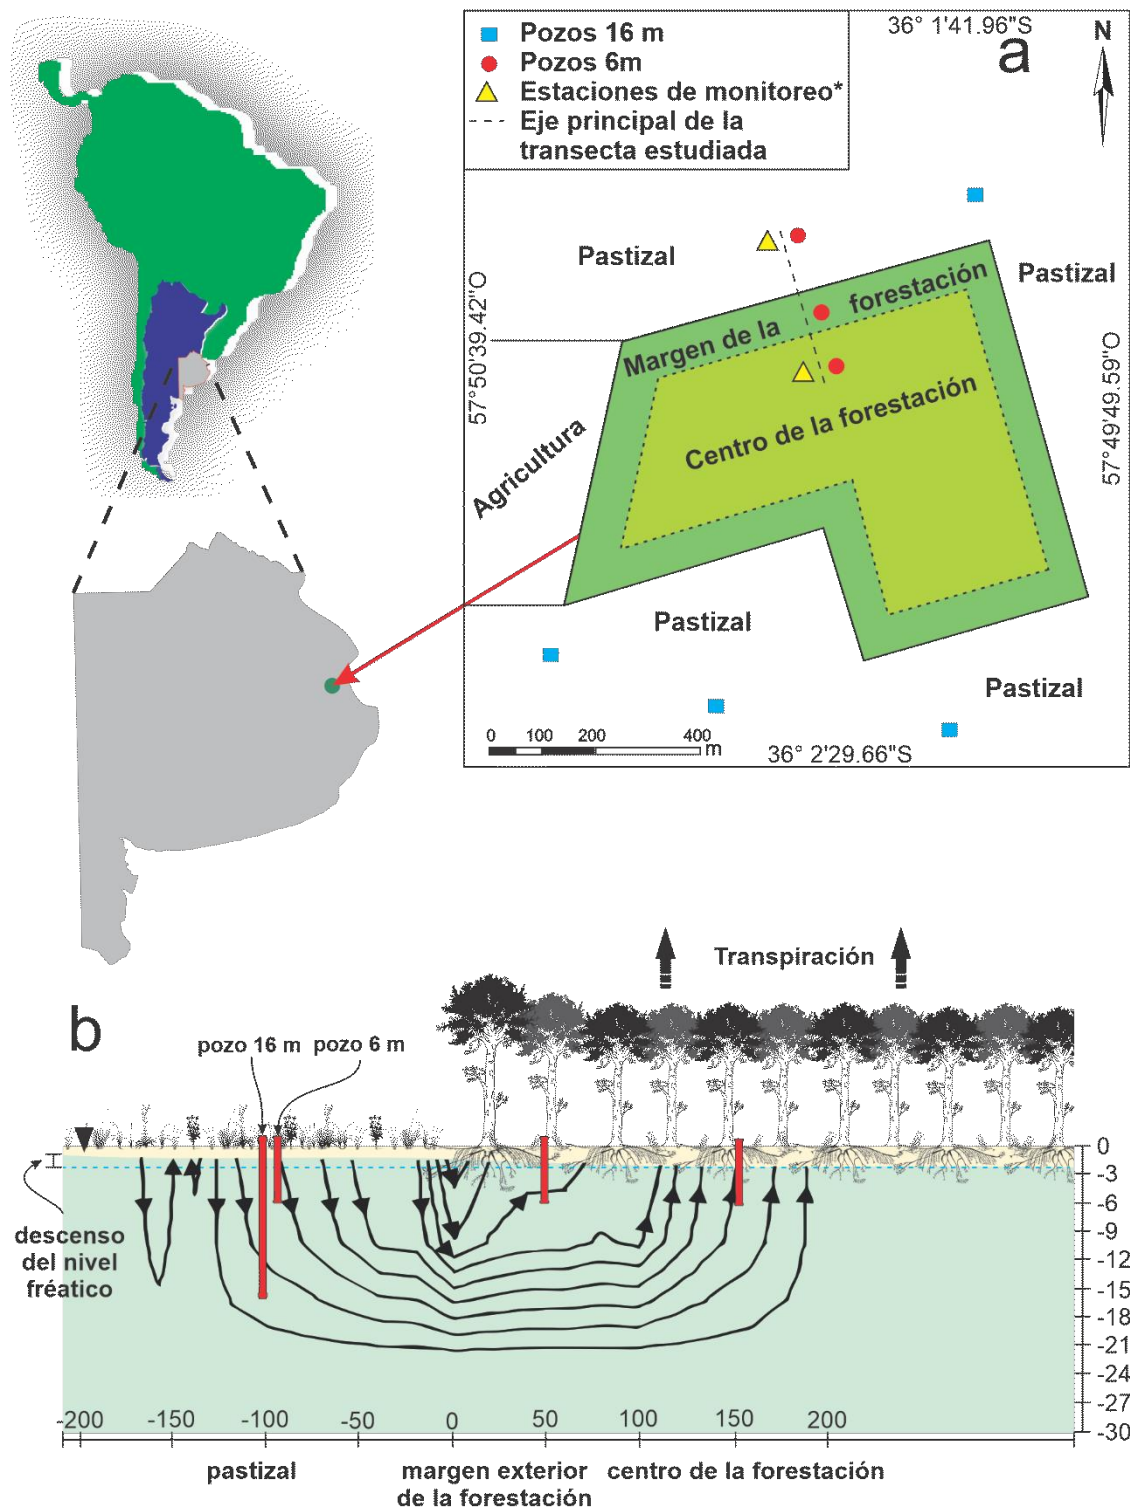 Pozos 16 m
Pozos 6m
Estaciones de monitoreo*
Eje principal de la
transecta estudiada
36° 1'41.96"S
a
N
57°50'39.42"O
57°49'49.59"O
Pastizal
Pastizal
Margen de la forestación
Centro de la forestación
Agricultura
Pastizal
Pastizal
0 100 200 400
m
36° 2'29.66"S
b
Transpiración
pozo 16 m pozo 6 m
descenso
del nivel
fréatico
0
-3
-6
-9
-12
-15
-18
-21
-24
-27
-30
-200 -150 -100 -50 0 50 100 150 200
pastizal
margen exterior
de la forestación
centro de la forestación